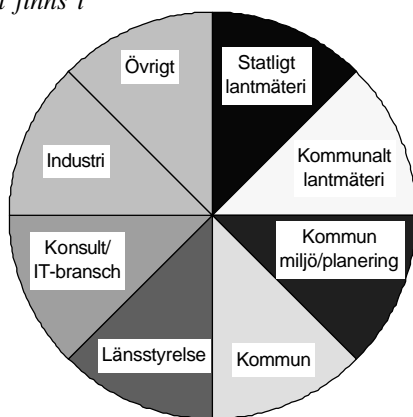 finns i
Övrigt
Statligt
lantmäteri
Industri
Kommunalt
lantmäteri
Konsult/
IT-bransch
Kommun
miljö/planering
Länsstyrelse
Kommun